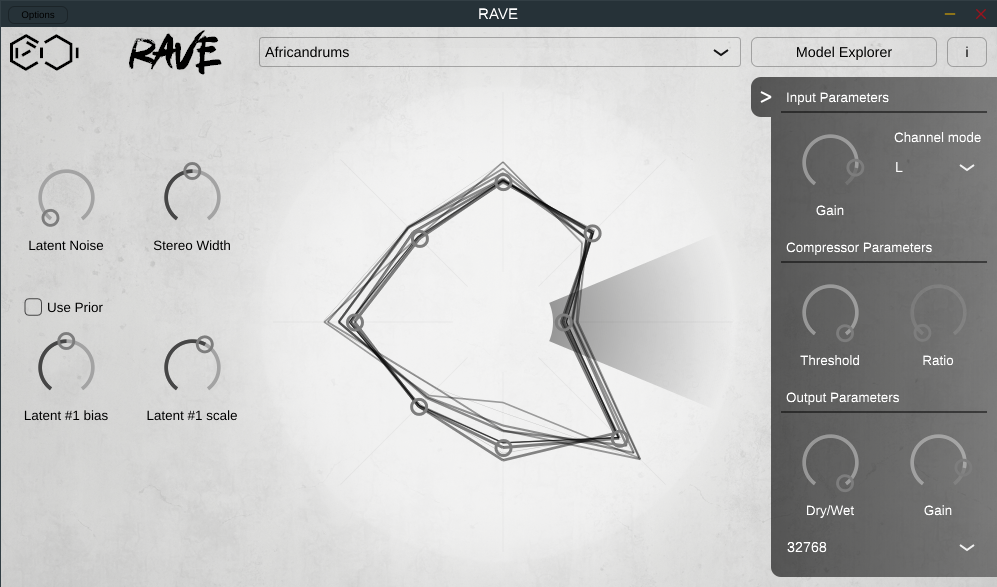 Options
RAVE
RAVE
Africandrums
Model Explorer
i
> Input Parameters
Channel mode
L
Gain
Latent Noise
Stereo Width
Compressor Parameters
Use Prior
Threshold
Ratio
Latent #1 bias
Latent #1 scale
Output Parameters
Dry/Wet
Gain
32768